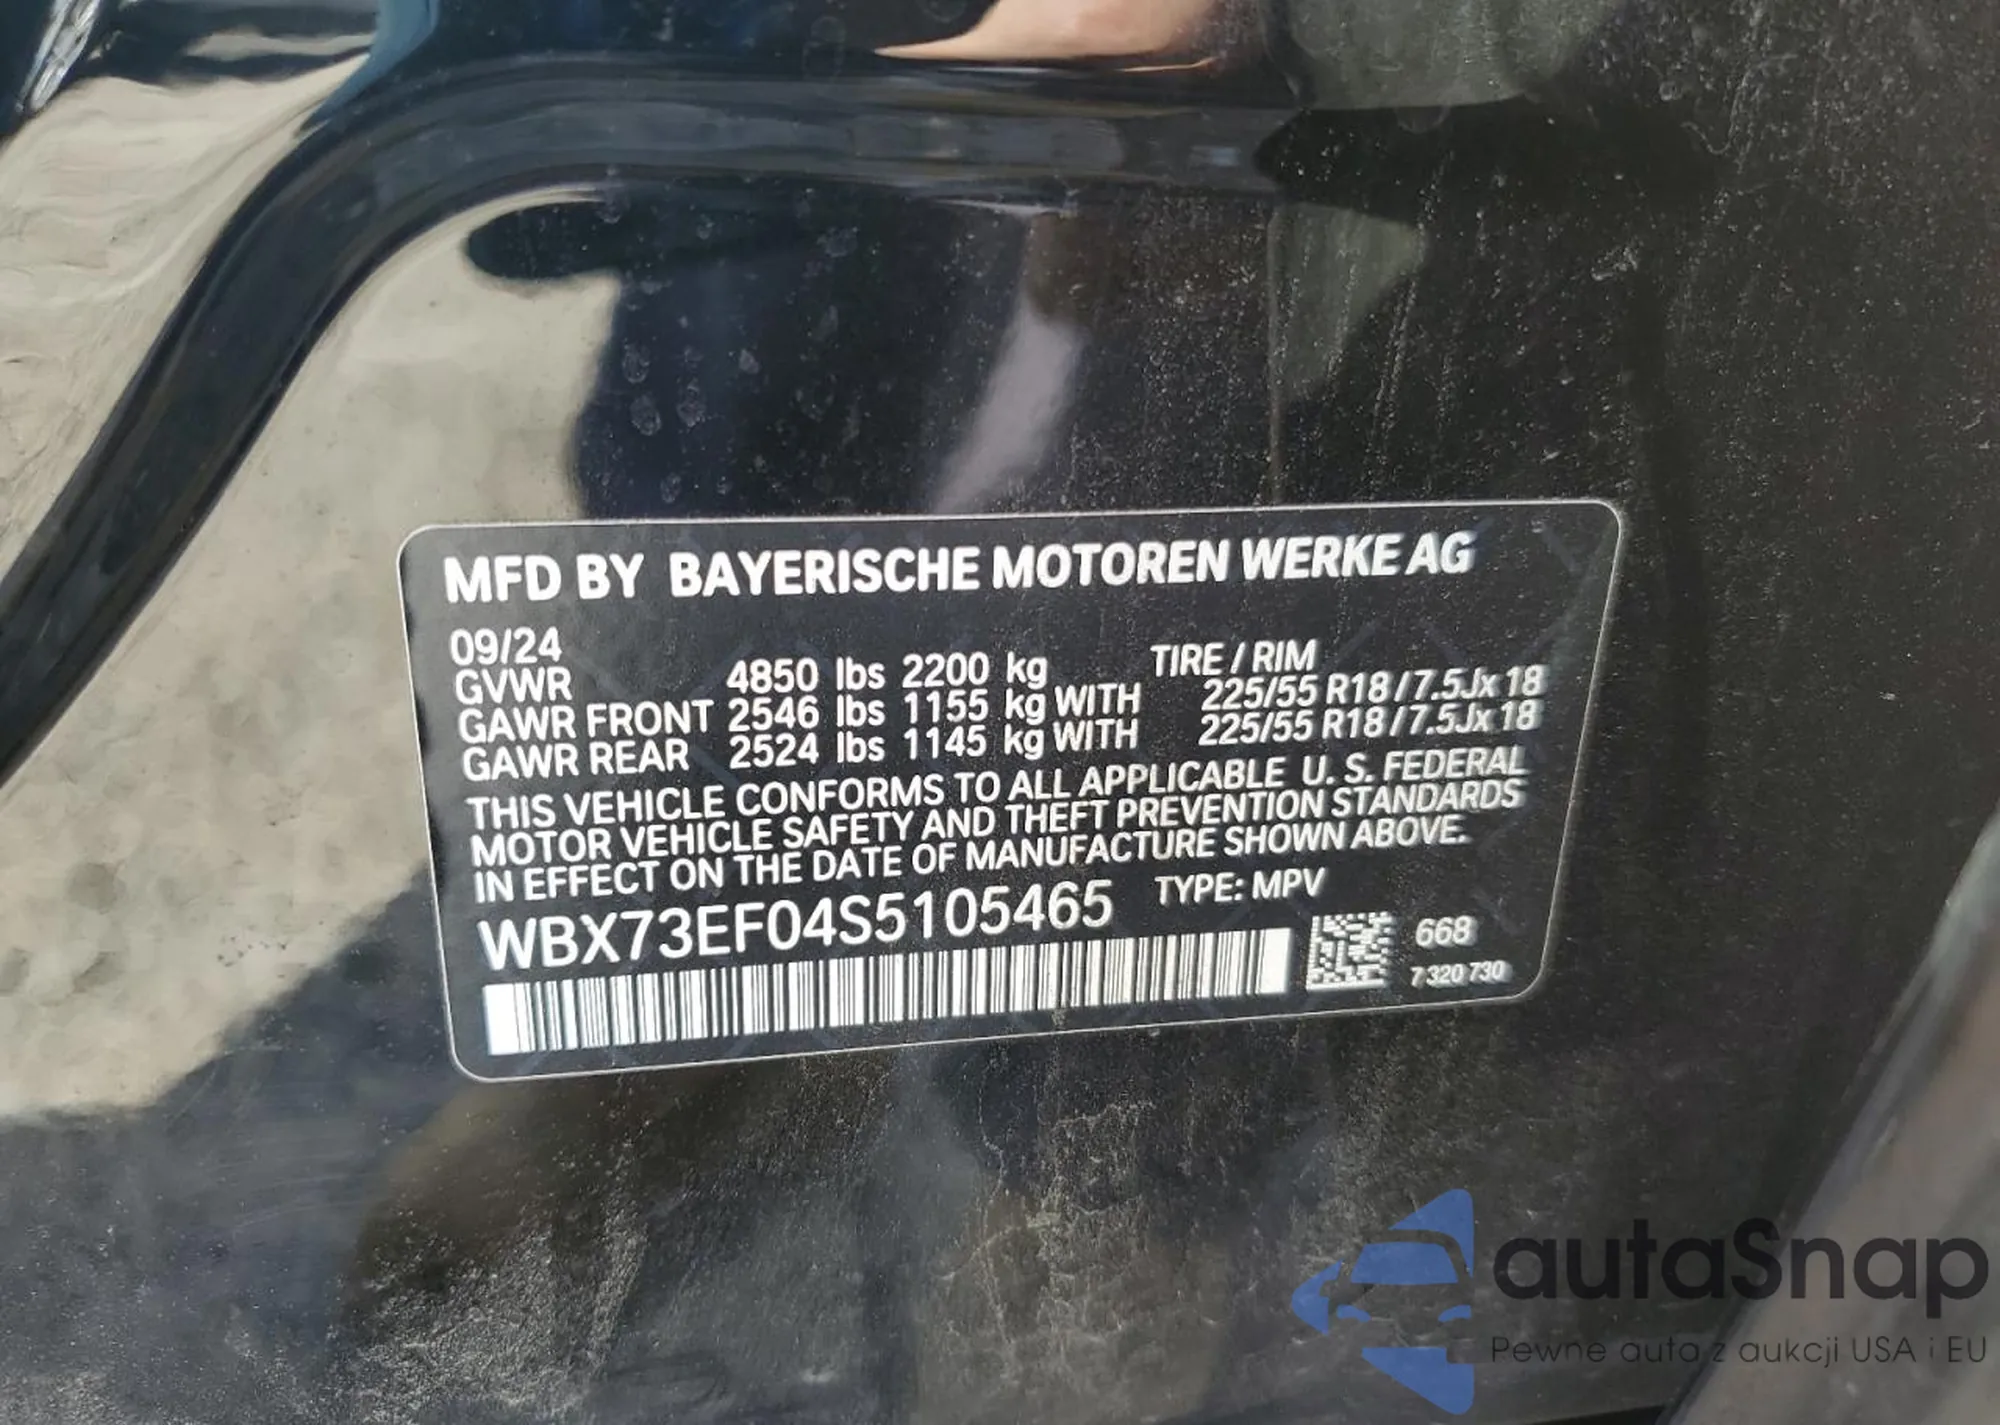 MFD BY BAYERISCHE MOTOREN WERKE AG
09/24 TIRE / RIM
GVWR 4850 lbs 2200 kg
GAWR FRONT 2546 lbs 1155 kg WITH 225/55 R18 / 7.5Jx18
GAWR REAR 2524 lbs 1145 kg WITH 225/55 R18 / 7.5Jx18
THIS VEHICLE CONFORMS TO ALL APPLICABLE U. S. FEDERAL
MOTOR VEHICLE SAFETY AND THEFT PREVENTION STANDARDS
IN EFFECT ON THE DATE OF MANUFACTURE SHOWN ABOVE.
WBX73EF04S5105465 TYPE: MPV
668
7 320 730
autaSnap
Pewne auta z aukcji USA i EU